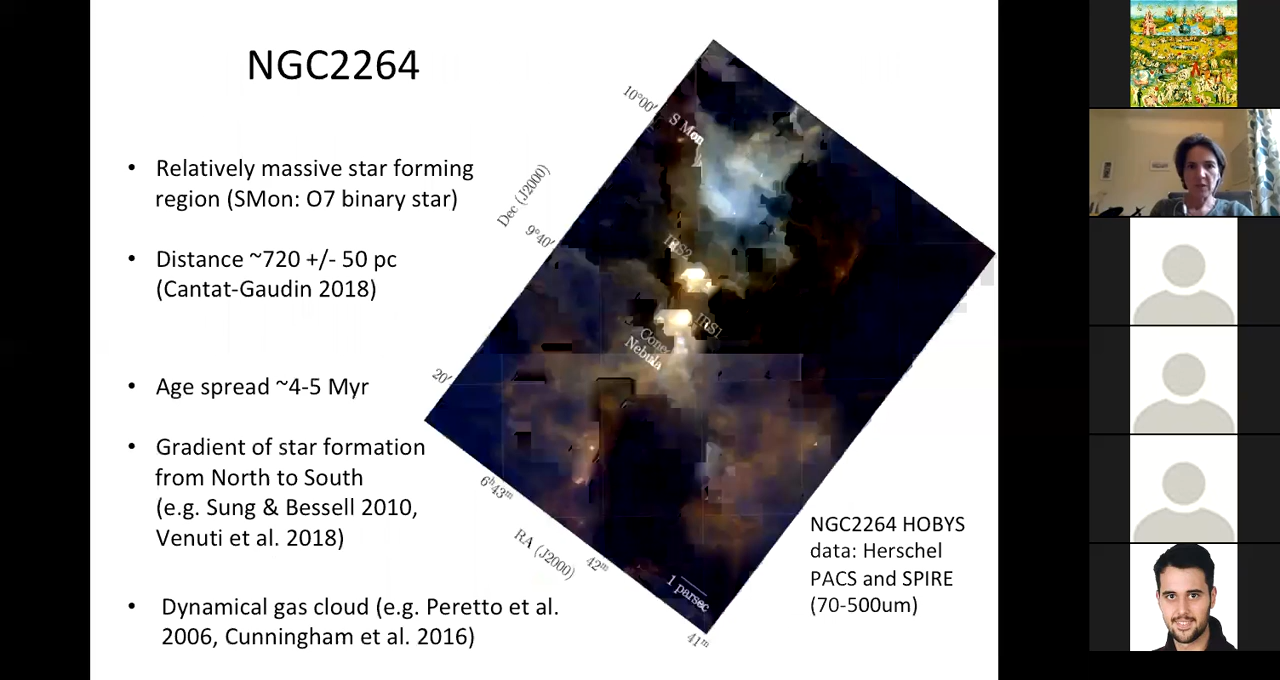 NGC2264
• Relatively massive star forming
region (SMon: O7 binary star)
• Distance ~720 +/- 50 pc
(Cantat-Gaudin 2018)
• Age spread ~4-5 Myr
• Gradient of star formation
from North to South
(e.g. Sung & Bessell 2010,
Venuti et al. 2018)
• Dynamical gas cloud (e.g. Peretto et al.
2006, Cunningham et al. 2016)
10°00′
S Mon
Dec (J2000)
9°40′
IRS2
IRS1
Cone
Nebula
20′
6ʰ43ᵐ
RA (J2000)
42ᵐ
1 parsec
41ᵐ
NGC2264 HOBYS
data: Herschel
PACS and SPIRE
(70-500um)